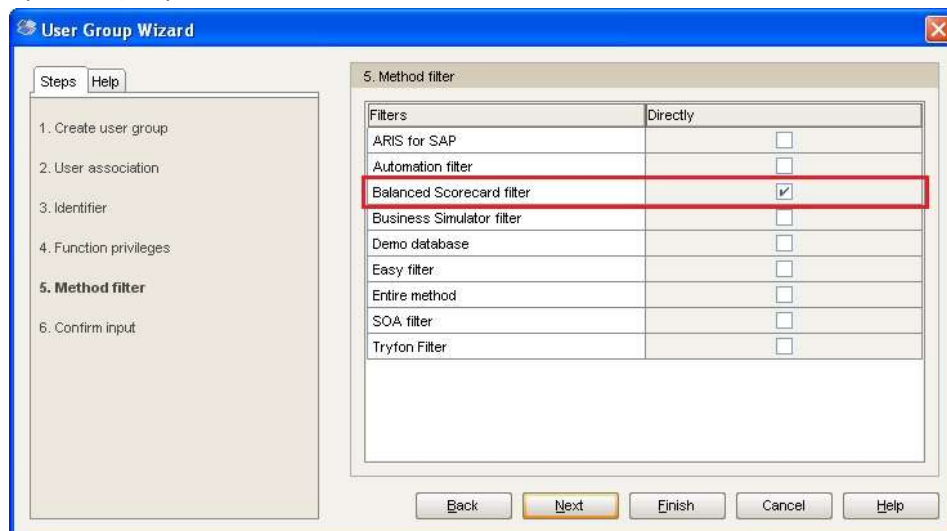 User Group Wizard
Steps Help
1. Create user group
2. User association
3. Identifier
4. Function privileges
5. Method filter
6. Confirm input
5. Method filter
Filters Directly
ARIS for SAP
Automation filter
Balanced Scorecard filter
Business Simulator filter
Demo database
Easy filter
Entire method
SOA filter
Tryfon Filter
Back Next Finish Cancel Help